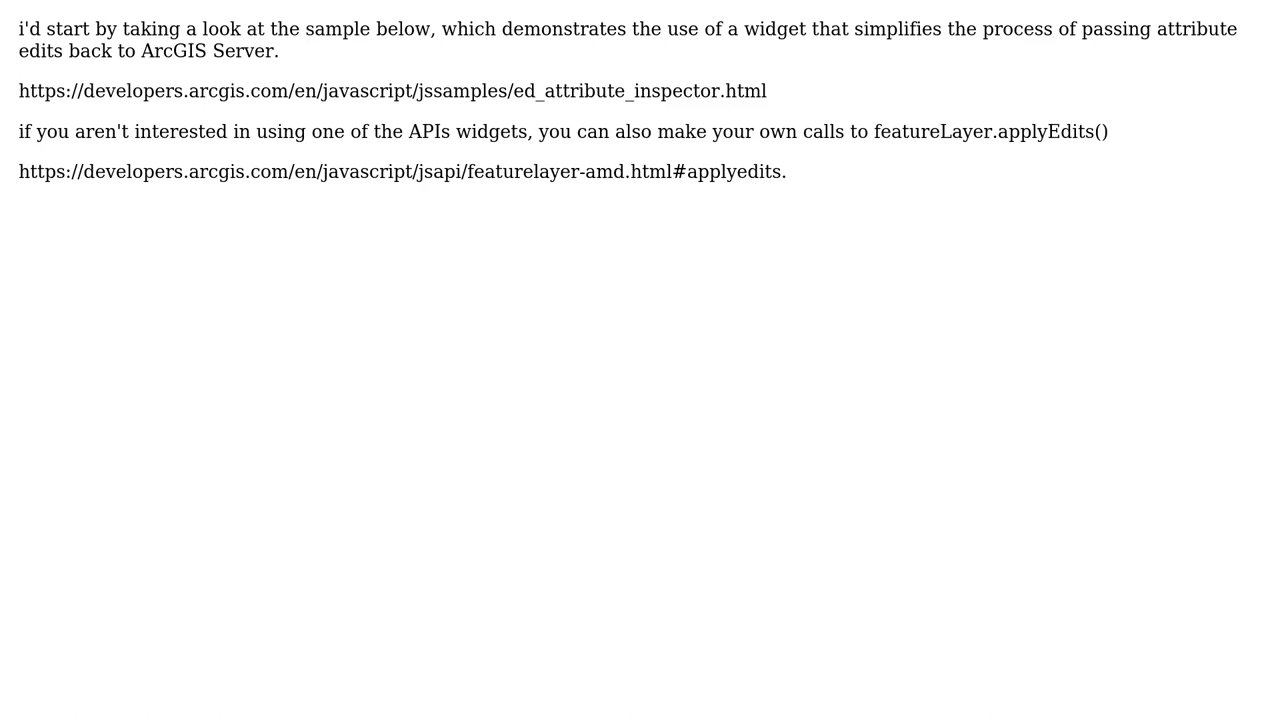 i'd start by taking a look at the sample below, which demonstrates the use of a widget that simplifies the process of passing attribute
edits back to ArcGIS Server.
https://developers.arcgis.com/en/javascript/jssamples/ed_attribute_inspector.html
if you aren't interested in using one of the APIs widgets, you can also make your own calls to featureLayer.applyEdits()
https://developers.arcgis.com/en/javascript/jsapi/featurelayer-amd.html#applyedits.